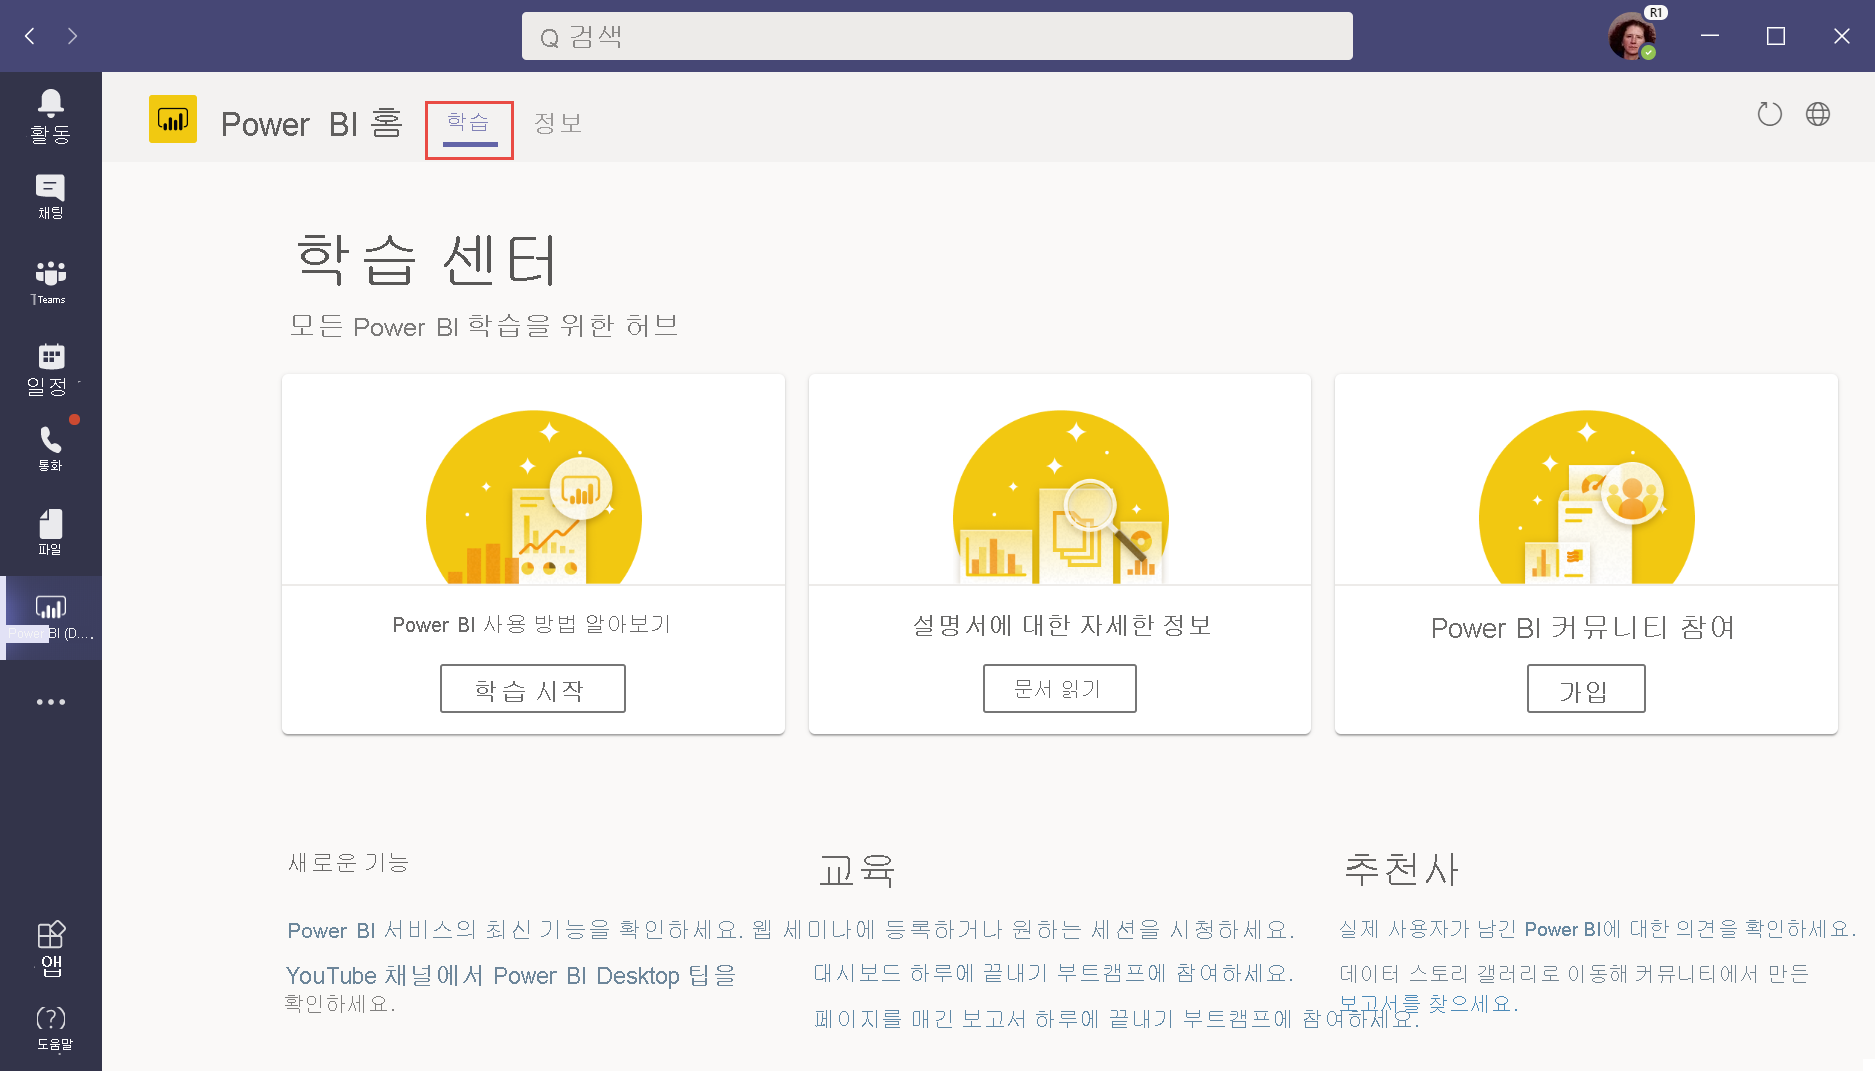 검색
R1
활동
채팅
Teams
일정
통화
파일
Power BI (D...
앱
도움말
Power BI 홈
학습
정보
학습 센터
모든 Power BI 학습을 위한 허브
Power BI 사용 방법 알아보기
학습 시작
설명서에 대한 자세한 정보
문서 읽기
Power BI 커뮤니티 참여
가입
새로운 기능
Power BI 서비스의 최신 기능을 확인하세요.
YouTube 채널에서 Power BI Desktop 팁을
확인하세요.
교육
웹 세미나에 등록하거나 원하는 세션을 시청하세요.
대시보드 하루에 끝내기 부트캠프에 참여하세요.
페이지를 매긴 보고서 하루에 끝내기 부트캠프에 참여하세요.
추천사
실제 사용자가 남긴 Power BI에 대한 의견을 확인하세요.
데이터 스토리 갤러리로 이동해 커뮤니티에서 만든
보고서를 찾으세요.